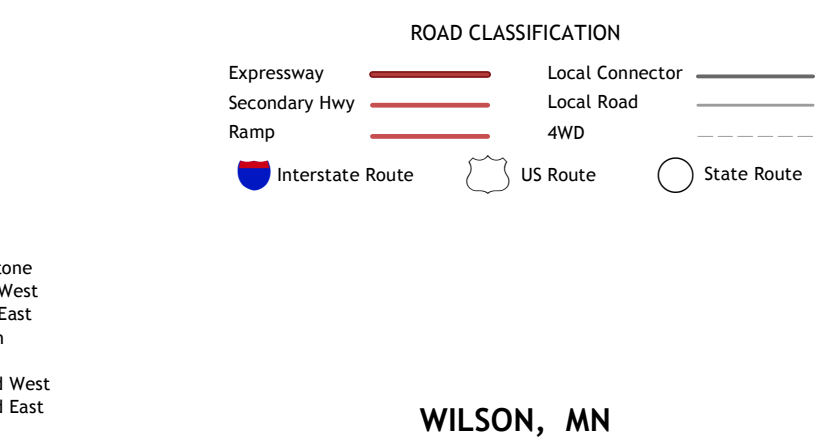 ROAD CLASSIFICATION
Expressway Local Connector
Secondary Hwy Local Road
Ramp 4WD
Interstate Route US Route State Route
West
East
West
East
WILSON, MN